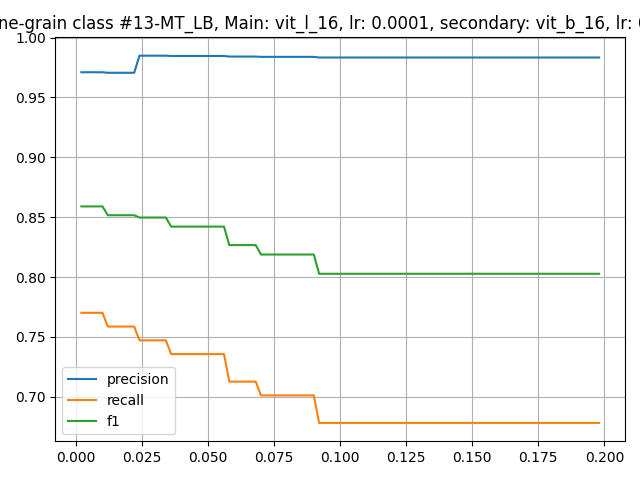 ne-grain class #13-MT_LB, Main: vit_l_16, lr: 0.0001, secondary: vit_b_16, lr:
1.00
0.95
0.90
0.85
0.80
0.75
0.70
precision
recall
f1
0.000 0.025 0.050 0.075 0.100 0.125 0.150 0.175 0.200